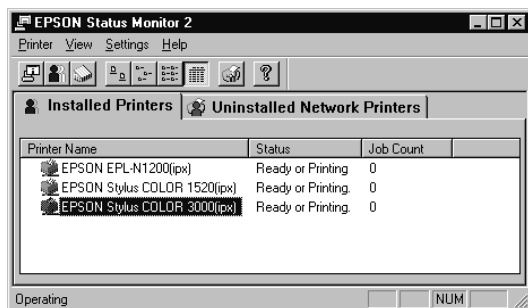 EPSON Status Monitor 2
Printer View Settings Help
Installed Printers Uninstalled Network Printers
Printer Name Status Job Count
EPSON EPL-N1200(ipx) Ready or Printing 0
EPSON Stylus COLOR 1520(ipx) Ready or Printing. 0
EPSON Stylus COLOR 3000(ipx) Ready or Printing. 0
Operating NUM